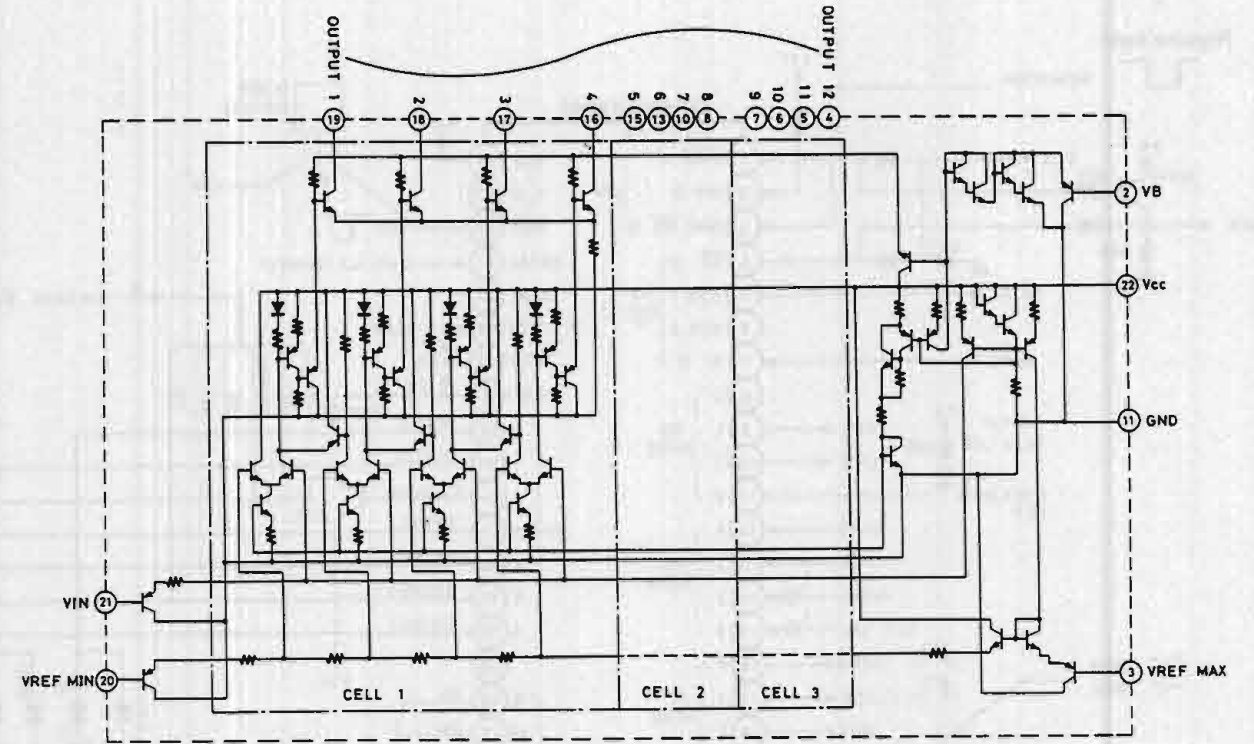 OUTPUT 1 2 3 4 5 6 7 8 9 10 11 OUTPUT 12
19 18 17 16 15 13 10 8 7 6 5 4
2 VB
22 Vcc
11 GND
VIN 21
VREF MIN 20
3 VREF MAX
CELL 1 CELL 2 CELL 3